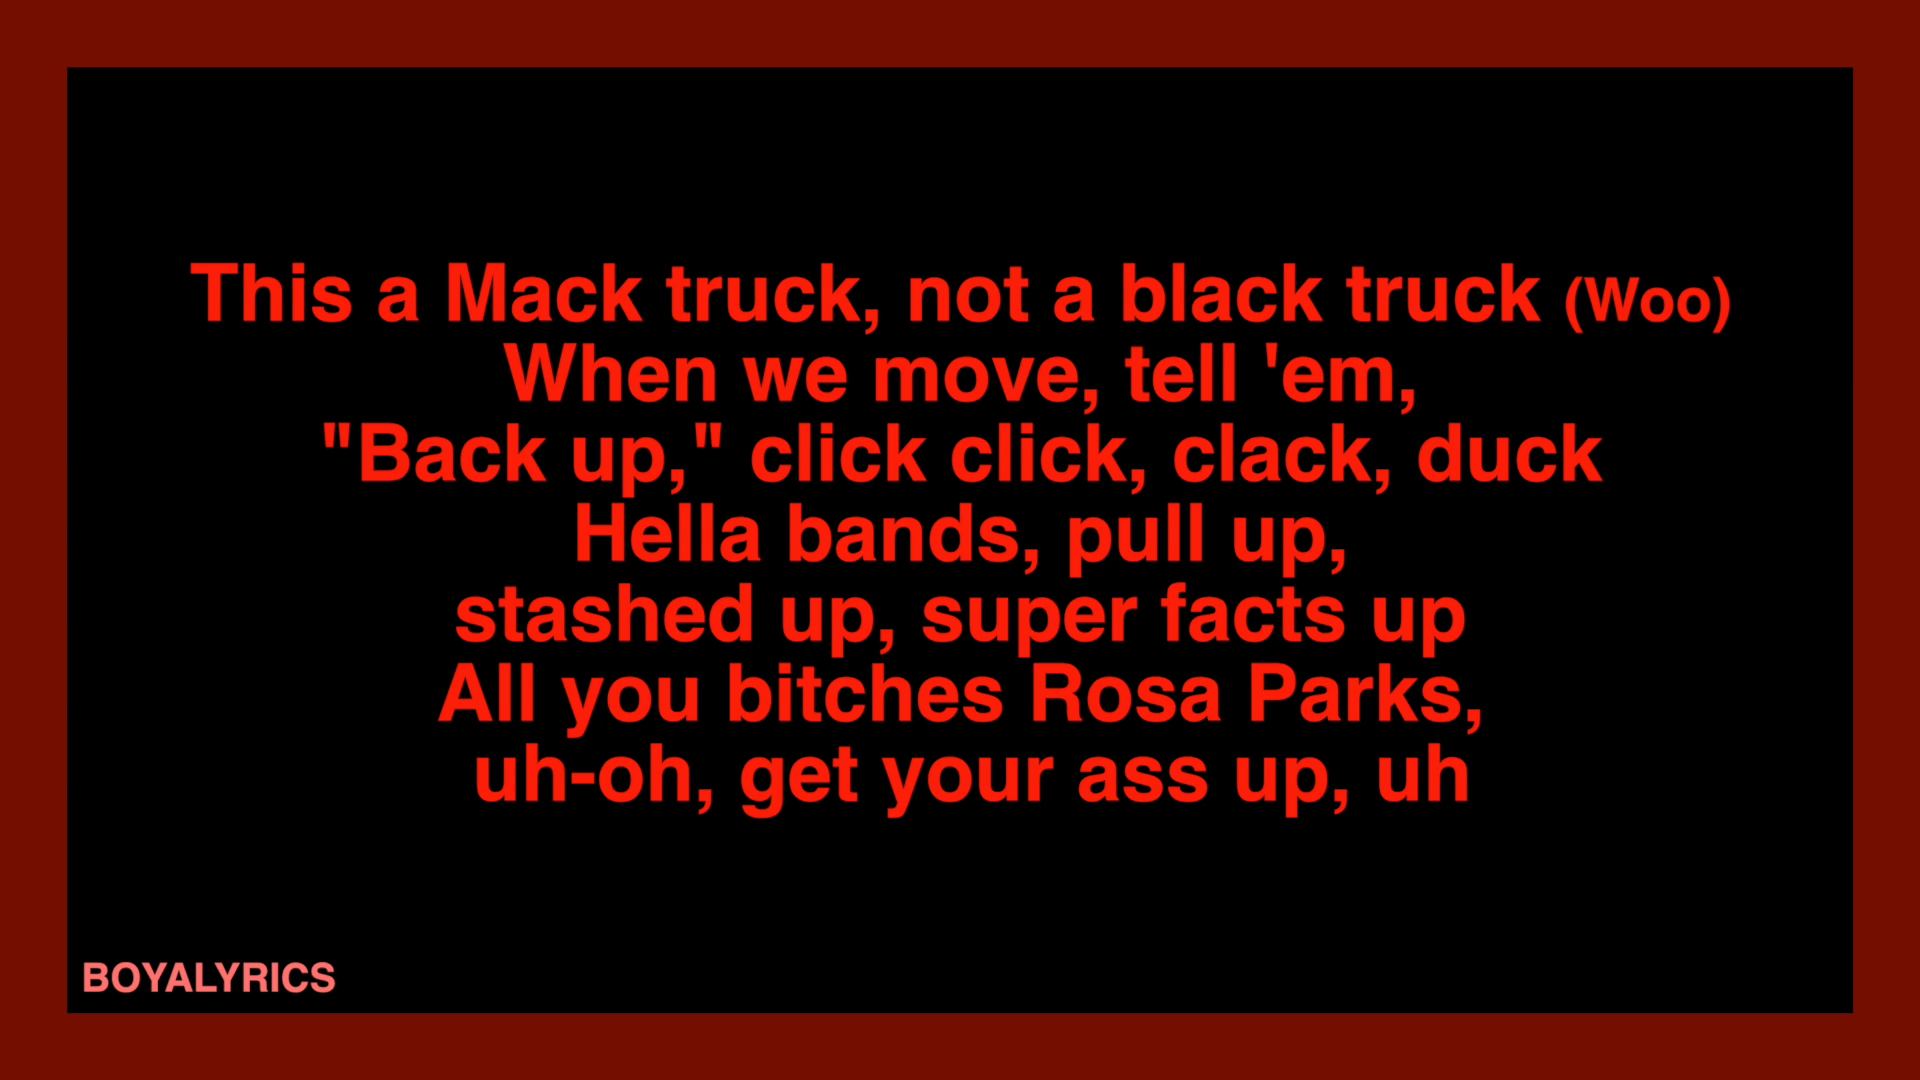 This a Mack truck, not a black truck (Woo)
When we move, tell 'em,
"Back up," click click, clack, duck
Hella bands, pull up,
stashed up, super facts up
All you bitches Rosa Parks,
uh-oh, get your ass up, uh
BOYALYRICS